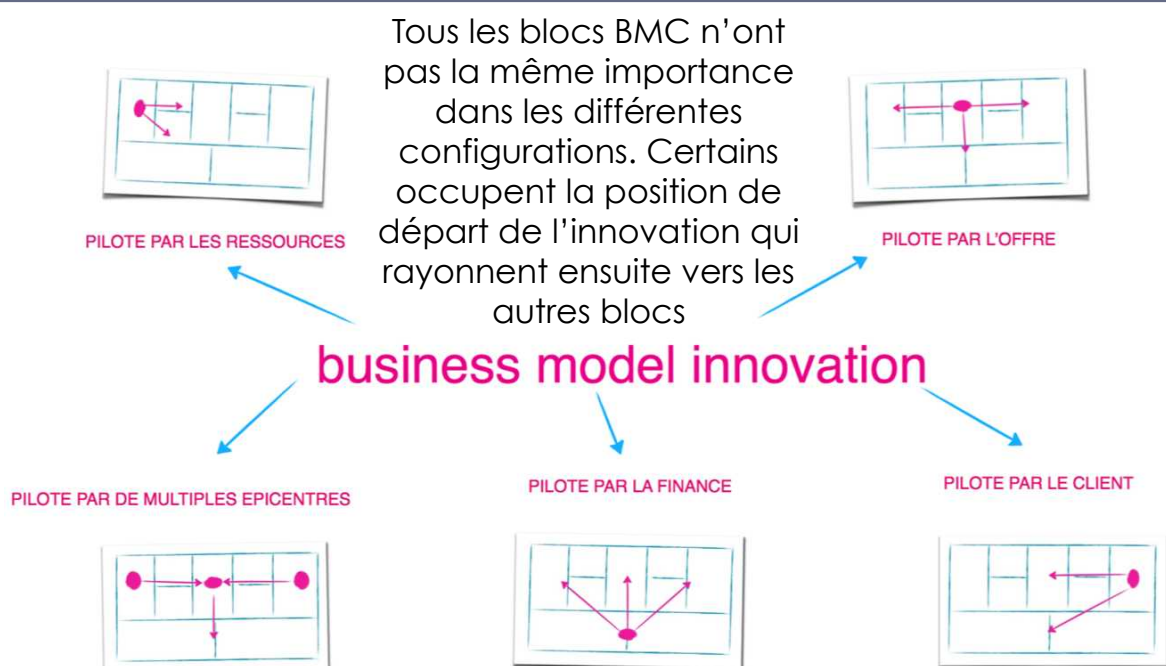 Tous les blocs BMC n’ont
pas la même importance
dans les différentes
configurations. Certains
occupent la position de
départ de l’innovation qui
rayonnent ensuite vers les
autres blocs
PILOTE PAR LES RESSOURCES
PILOTE PAR L'OFFRE
business model innovation
PILOTE PAR DE MULTIPLES EPICENTRES
PILOTE PAR LA FINANCE
PILOTE PAR LE CLIENT